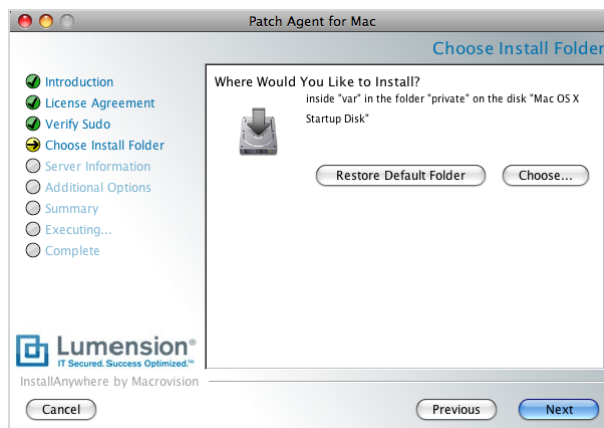 Patch Agent for Mac
Choose Install Folder
Introduction
License Agreement
Verify Sudo
Choose Install Folder
Server Information
Additional Options
Summary
Executing...
Complete
Where Would You Like to Install?
inside "var" in the folder "private" on the disk "Mac OS X
Startup Disk"
Restore Default Folder
Choose...
Lumension®
IT Secured. Success Optimized.™
InstallAnywhere by Macrovision
Cancel
Previous
Next